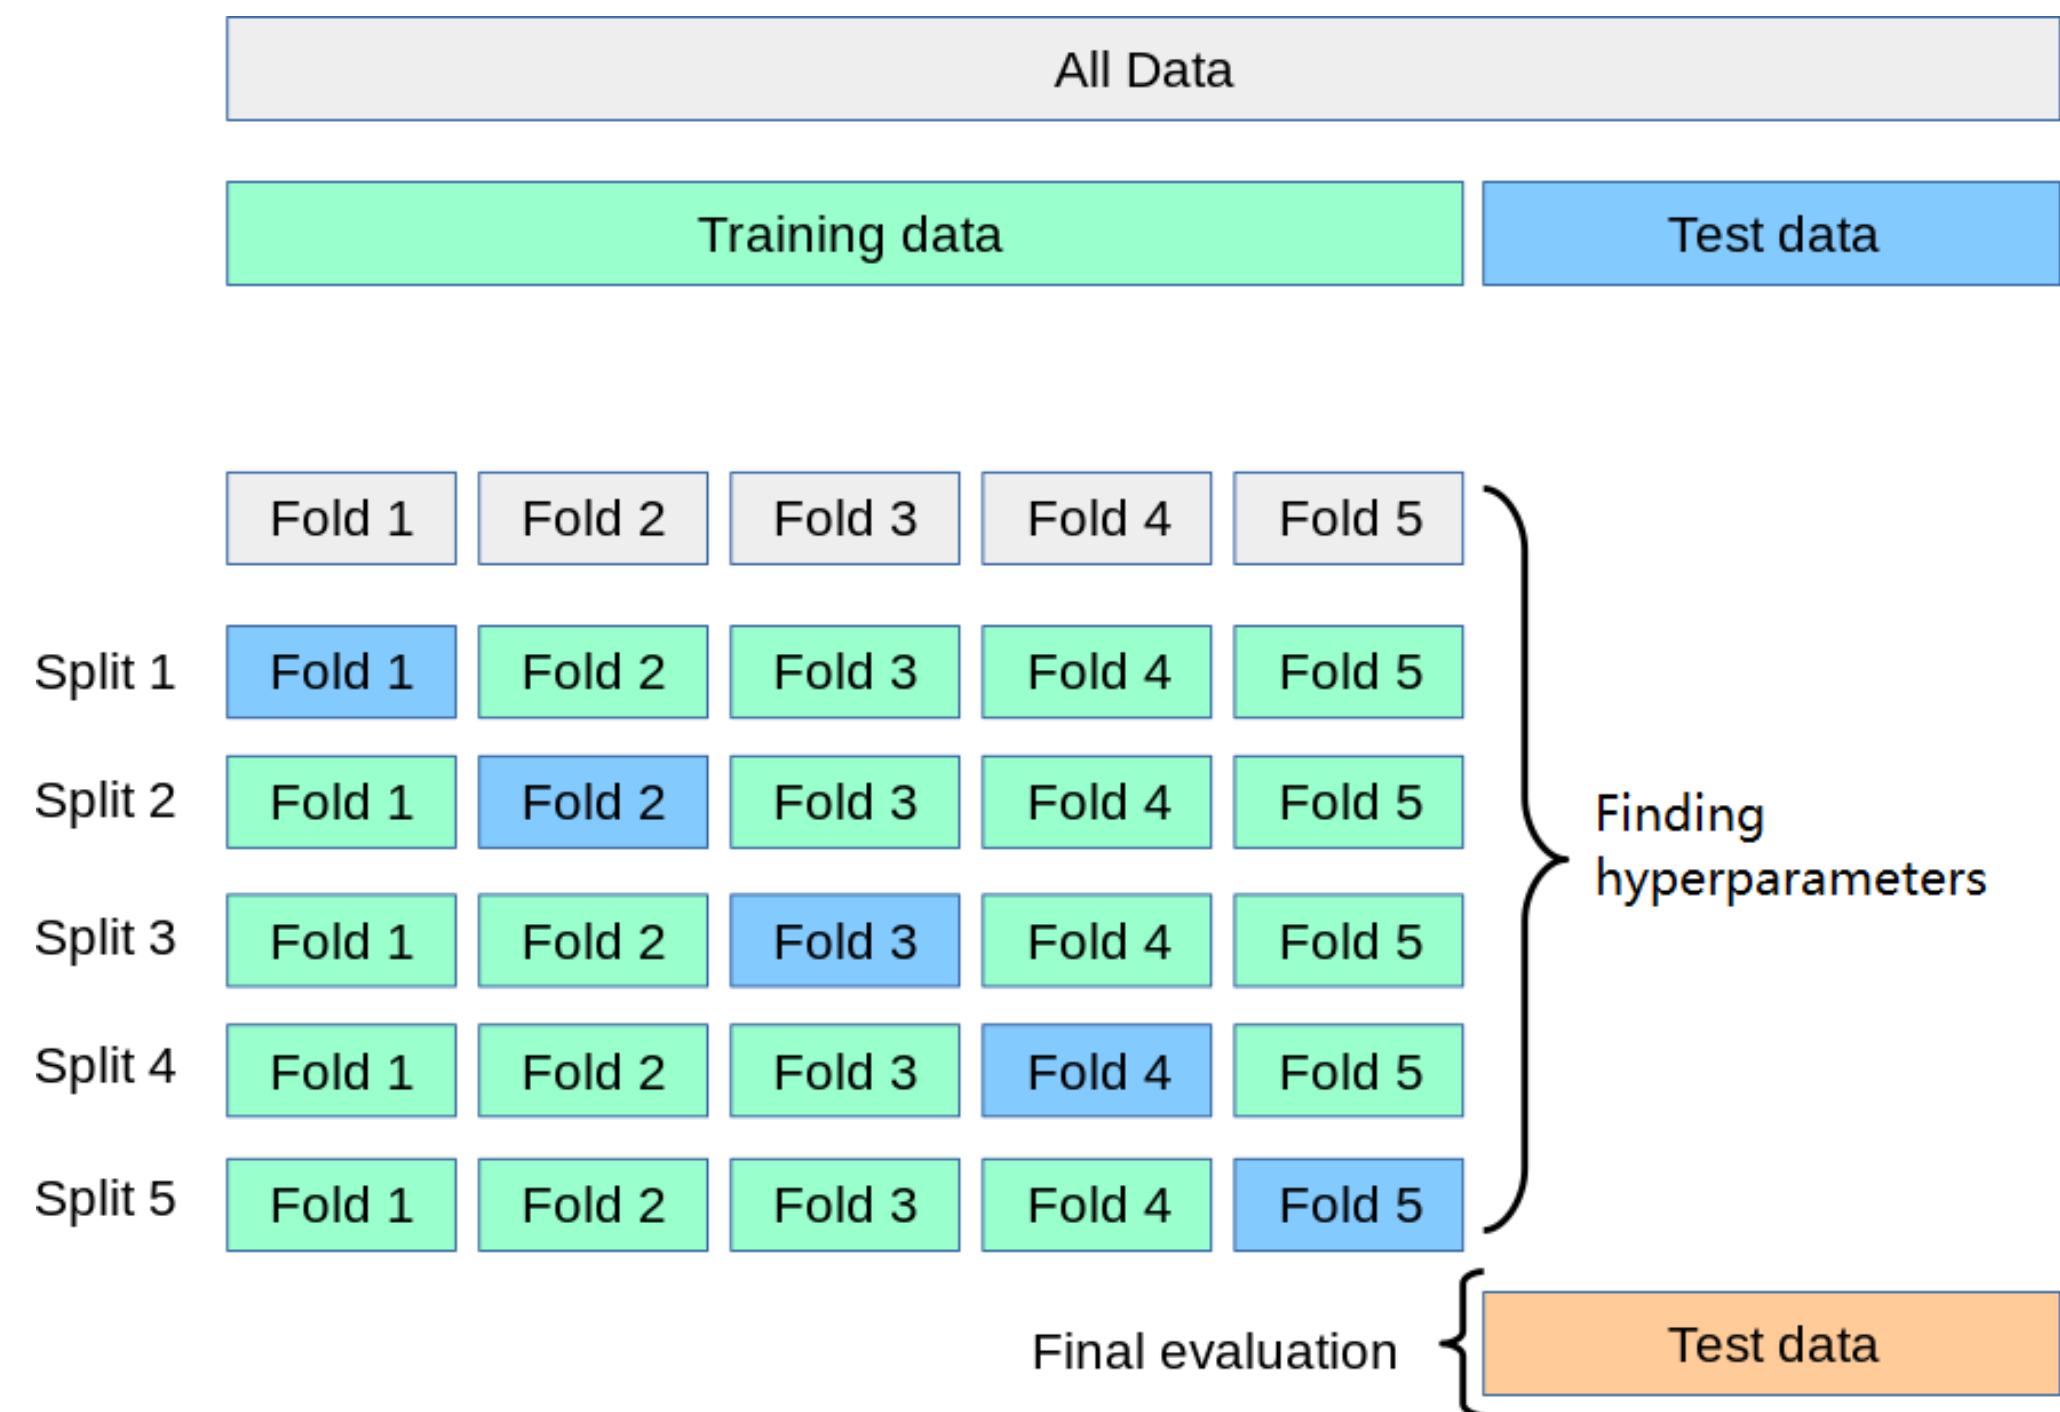 All Data
Training data Test data
Fold 1 Fold 2 Fold 3 Fold 4 Fold 5
Split 1 Fold 1 Fold 2 Fold 3 Fold 4 Fold 5
Split 2 Fold 1 Fold 2 Fold 3 Fold 4 Fold 5
Finding
hyperparameters
Split 3 Fold 1 Fold 2 Fold 3 Fold 4 Fold 5
Split 4 Fold 1 Fold 2 Fold 3 Fold 4 Fold 5
Split 5 Fold 1 Fold 2 Fold 3 Fold 4 Fold 5
Final evaluation Test data